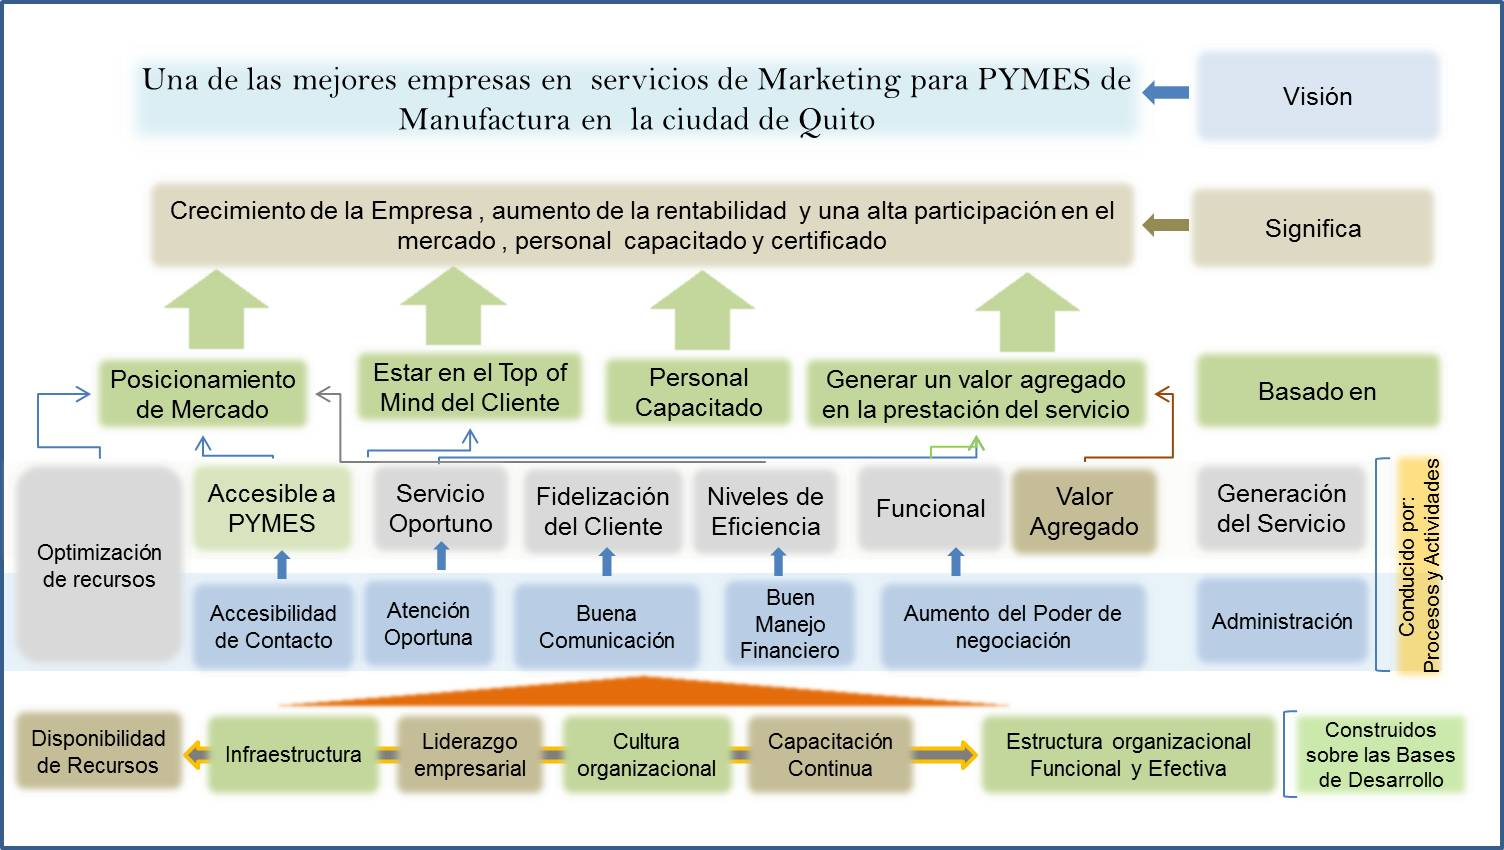 Una de las mejores empresas en servicios de Marketing para PYMES de
Manufactura en la ciudad de Quito
Visión
Crecimiento de la Empresa , aumento de la rentabilidad y una alta participación en el
mercado , personal capacitado y certificado
Significa
Posicionamiento
de Mercado
Estar en el Top of
Mind del Cliente
Personal
Capacitado
Generar un valor agregado
en la prestación del servicio
Basado en
Optimización
de recursos
Accesible a
PYMES
Servicio
Oportuno
Fidelización
del Cliente
Niveles de
Eficiencia
Funcional
Valor
Agregado
Generación
del Servicio
Conducido por:
Procesos y Actividades
Accesibilidad
de Contacto
Atención
Oportuna
Buena
Comunicación
Buen
Manejo
Financiero
Aumento del Poder de
negociación
Administración
Disponibilidad
de Recursos
Infraestructura
Liderazgo
empresarial
Cultura
organizacional
Capacitación
Continua
Estructura organizacional
Funcional y Efectiva
Construidos
sobre las Bases
de Desarrollo